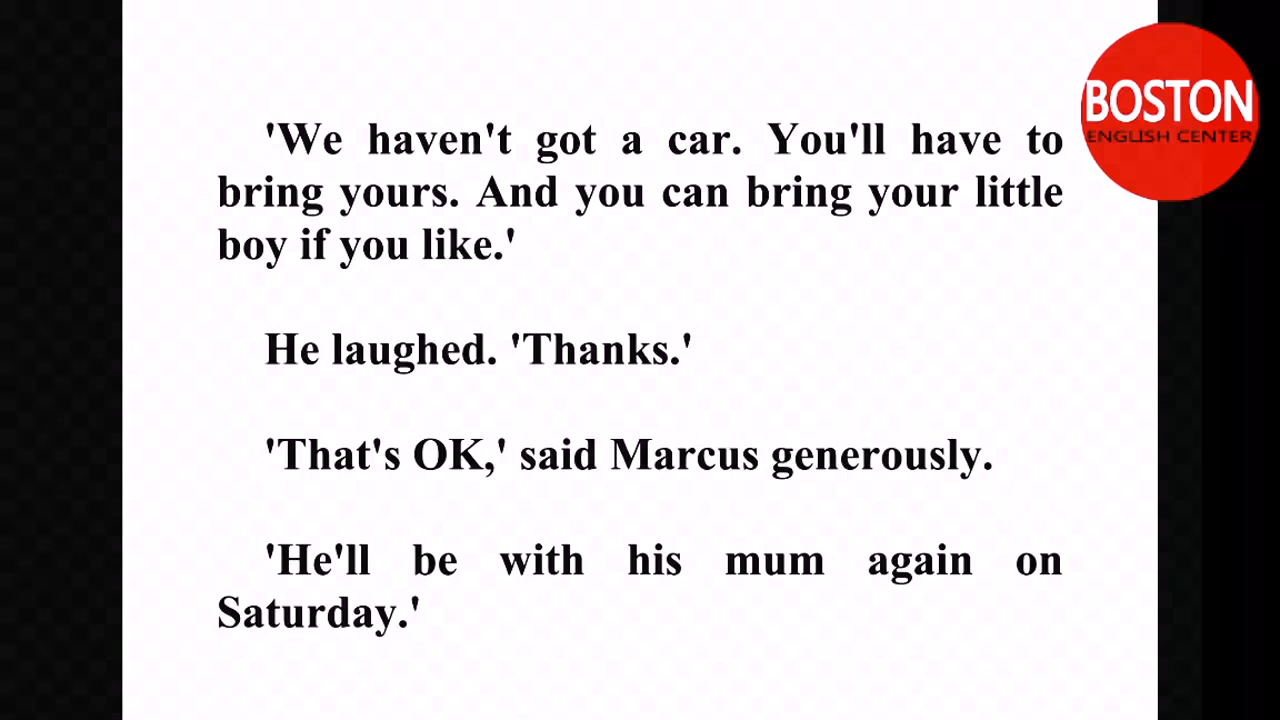 BOSTON
ENGLISH CENTER
'We haven't got a car. You'll have to
bring yours. And you can bring your little
boy if you like.'
He laughed. 'Thanks.'
'That's OK,' said Marcus generously.
'He'll be with his mum again on
Saturday.'